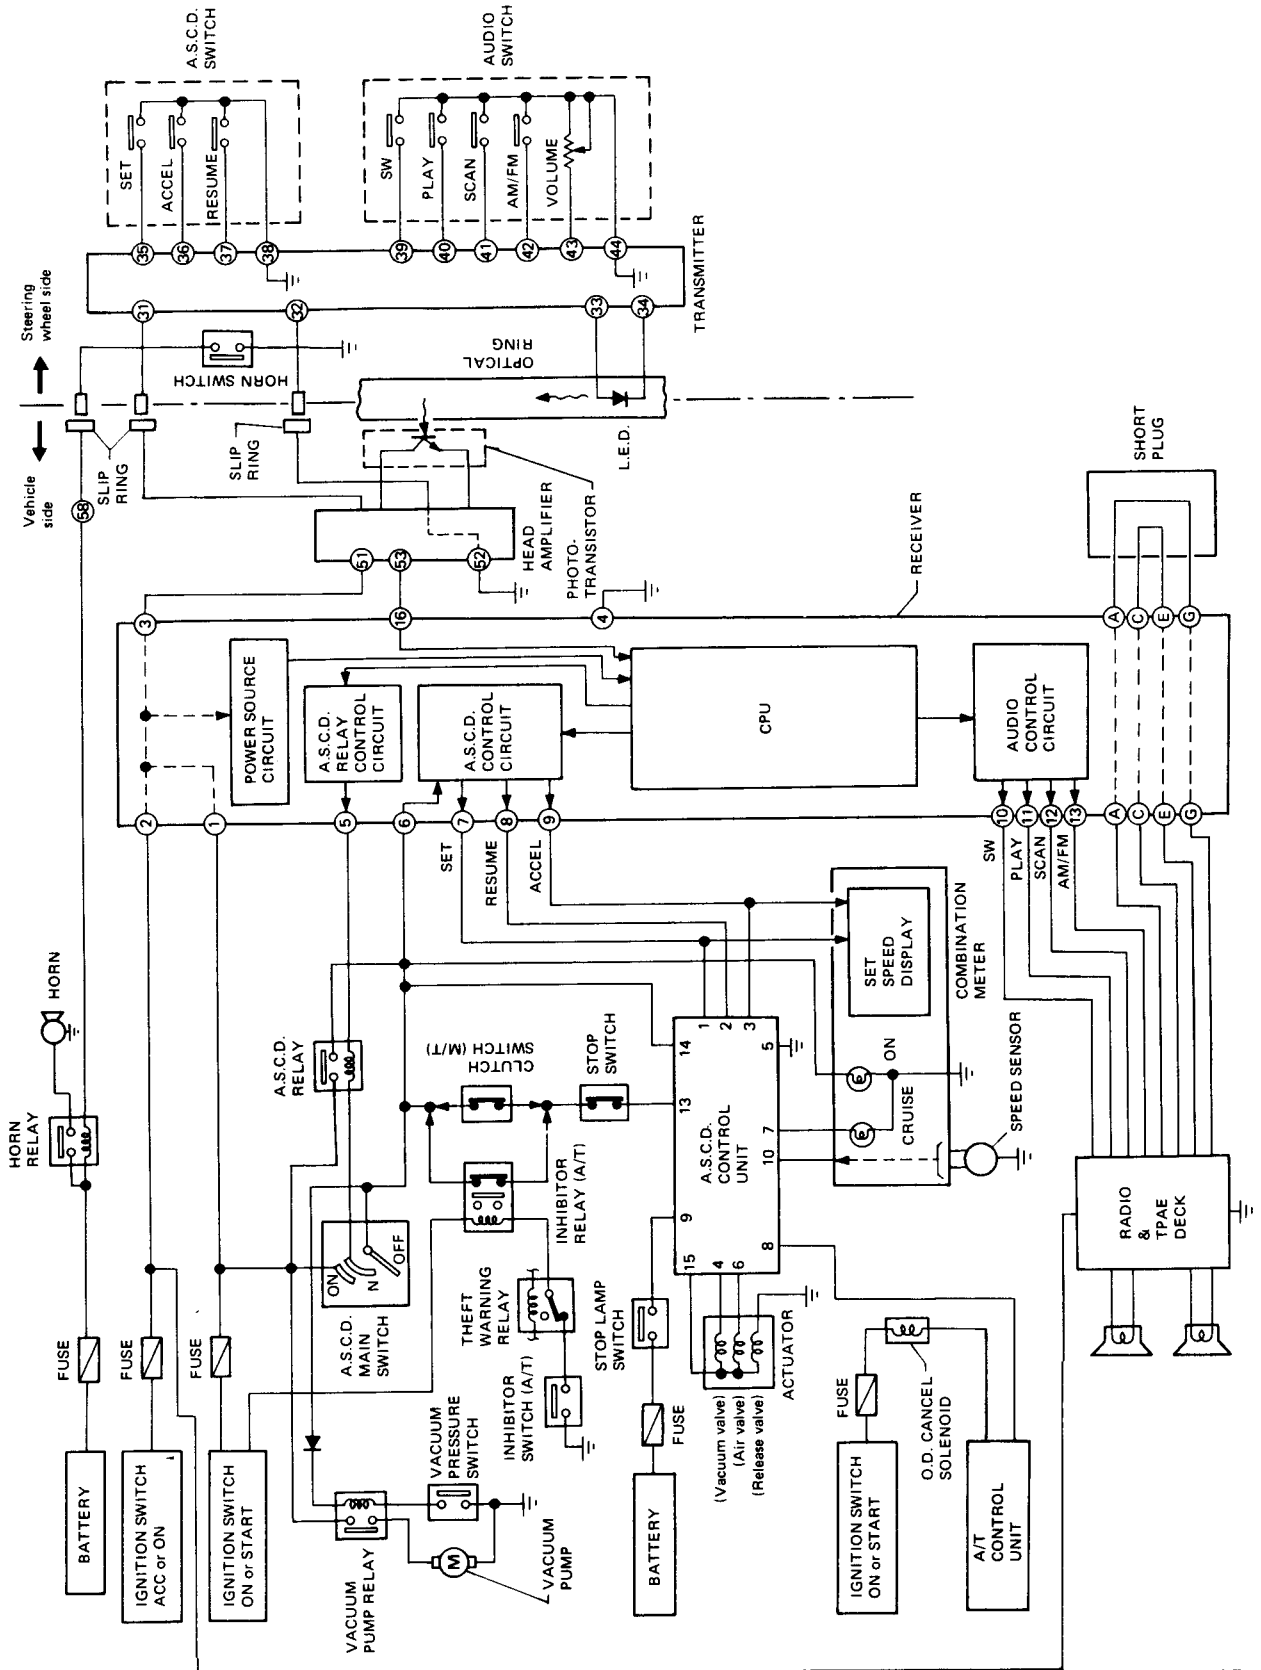 A.S.C.D.
SWITCH
AUDIO
SWITCH
SET
ACCEL
RESUME
SW
PLAY
SCAN
AM/FM
VOLUME
35
36
37
38
39
40
41
42
43
44
TRANSMITTER
31
32
33
34
Steering
wheel side
Vehicle
side
HORN SWITCH
OPTICAL
RING
SLIP
RING
SLIP
RING
L.E.D.
58
HEAD
AMPLIFIER
PHOTO-
TRANSISTOR
51
53
52
SHORT
PLUG
RECEIVER
3
16
4
A
C
E
G
POWER SOURCE
CIRCUIT
A.S.C.D.
RELAY
CONTROL
CIRCUIT
A.S.C.D.
CONTROL
CIRCUIT
CPU
AUDIO
CONTROL
CIRCUIT
2
1
5
6
7
8
9
10
11
12
13
A
C
E
G
SET
RESUME
ACCEL
SW
PLAY
SCAN
AM/FM
HORN
HORN
RELAY
A.S.C.D.
RELAY
CLUTCH
SWITCH (M/T)
STOP
SWITCH
SET
SPEED
DISPLAY
COMBINATION
METER
ON
CRUISE
SPEED SENSOR
14
1
2
3
13
5
A.S.C.D.
CONTROL
UNIT
7
10
9
15
4
6
8
INHIBITOR
RELAY (A/T)
ON
N
OFF
A.S.C.D.
MAIN
SWITCH
THEFT
WARNING
RELAY
STOP LAMP
SWITCH
INHIBITOR
SWITCH (A/T)
ACTUATOR
(Vacuum valve)
(Air valve)
(Release valve)
RADIO
&
TPAE
DECK
FUSE
FUSE
FUSE
FUSE
FUSE
O.D. CANCEL
SOLENOID
VACUUM
PRESSURE
SWITCH
BATTERY
IGNITION SWITCH
ACC or ON
IGNITION SWITCH
ON or START
VACUUM
PUMP RELAY
M
VACUUM
PUMP
BATTERY
IGNITION SWITCH
ON or START
A/T
CONTROL
UNIT